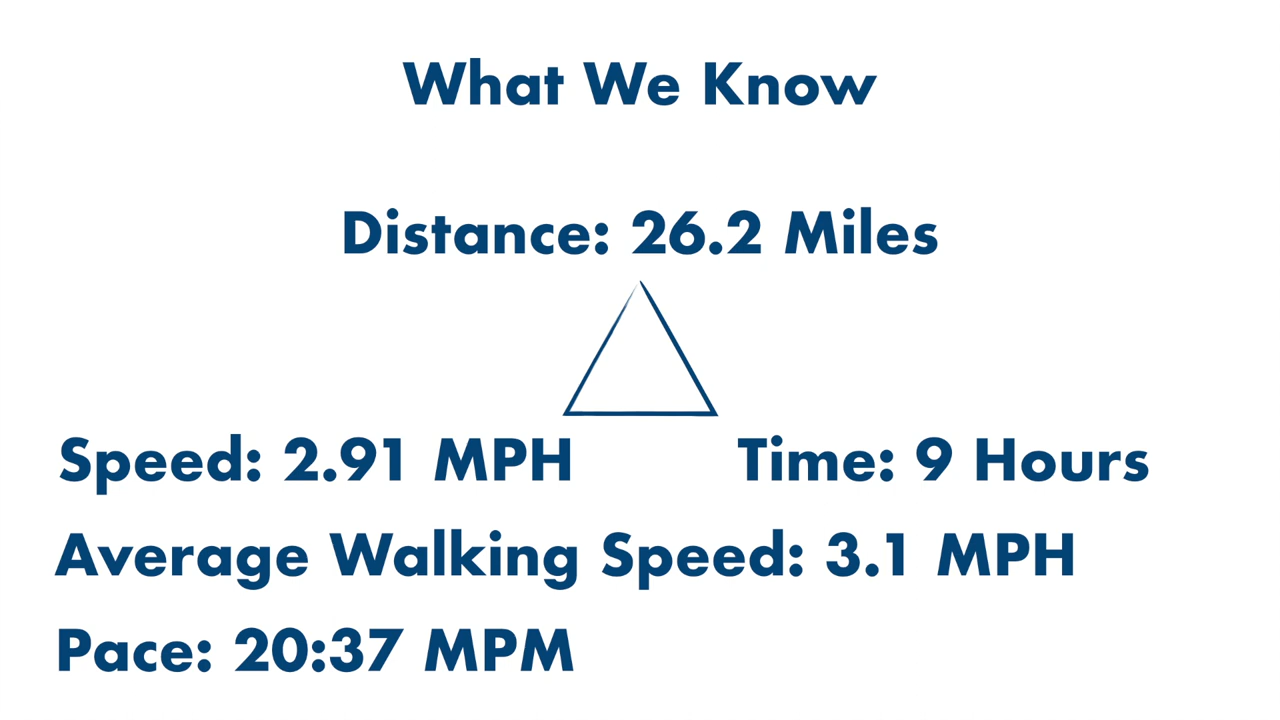 What We Know
Distance: 26.2 Miles
Speed: 2.91 MPH
Time: 9 Hours
Average Walking Speed: 3.1 MPH
Pace: 20:37 MPM